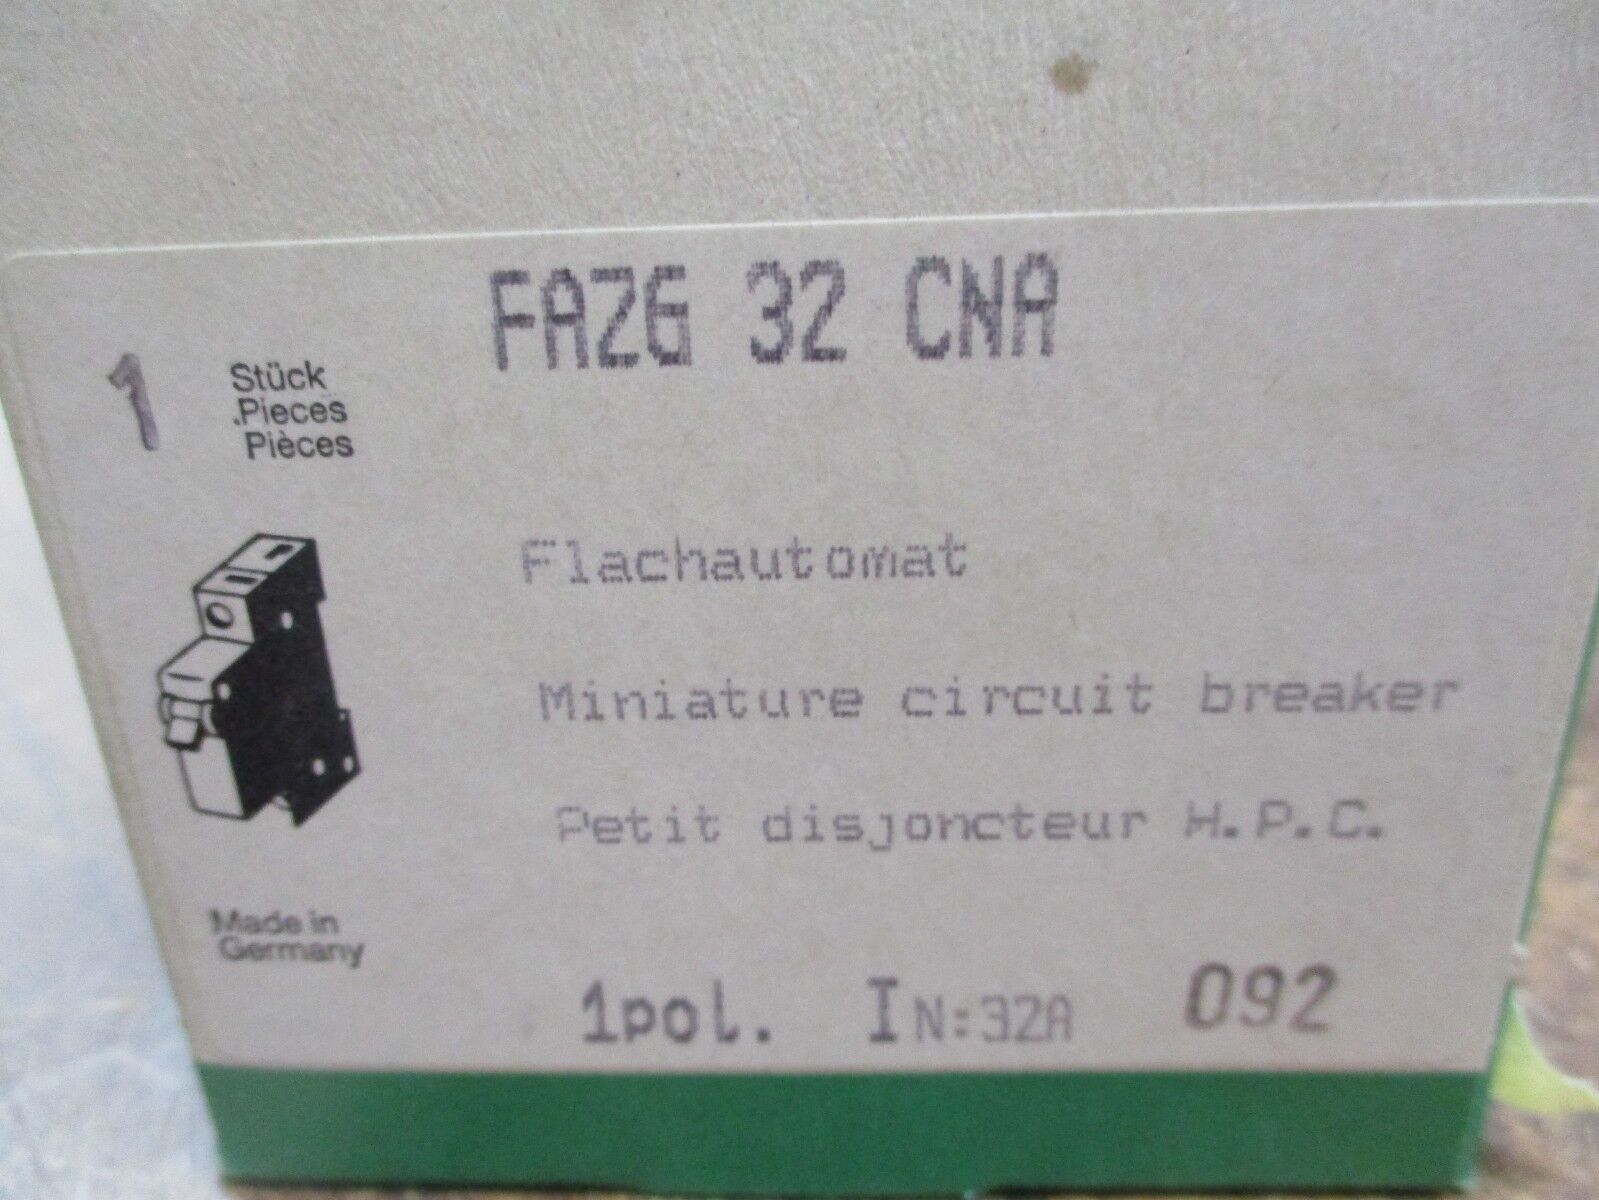 FAZG 32 CNA
1 Stück
Pieces
Pièces
Flachautomat
Miniature circuit breaker
Petit disjoncteur H.P.C.
Made in
Germany
1pol. IN:32A 092